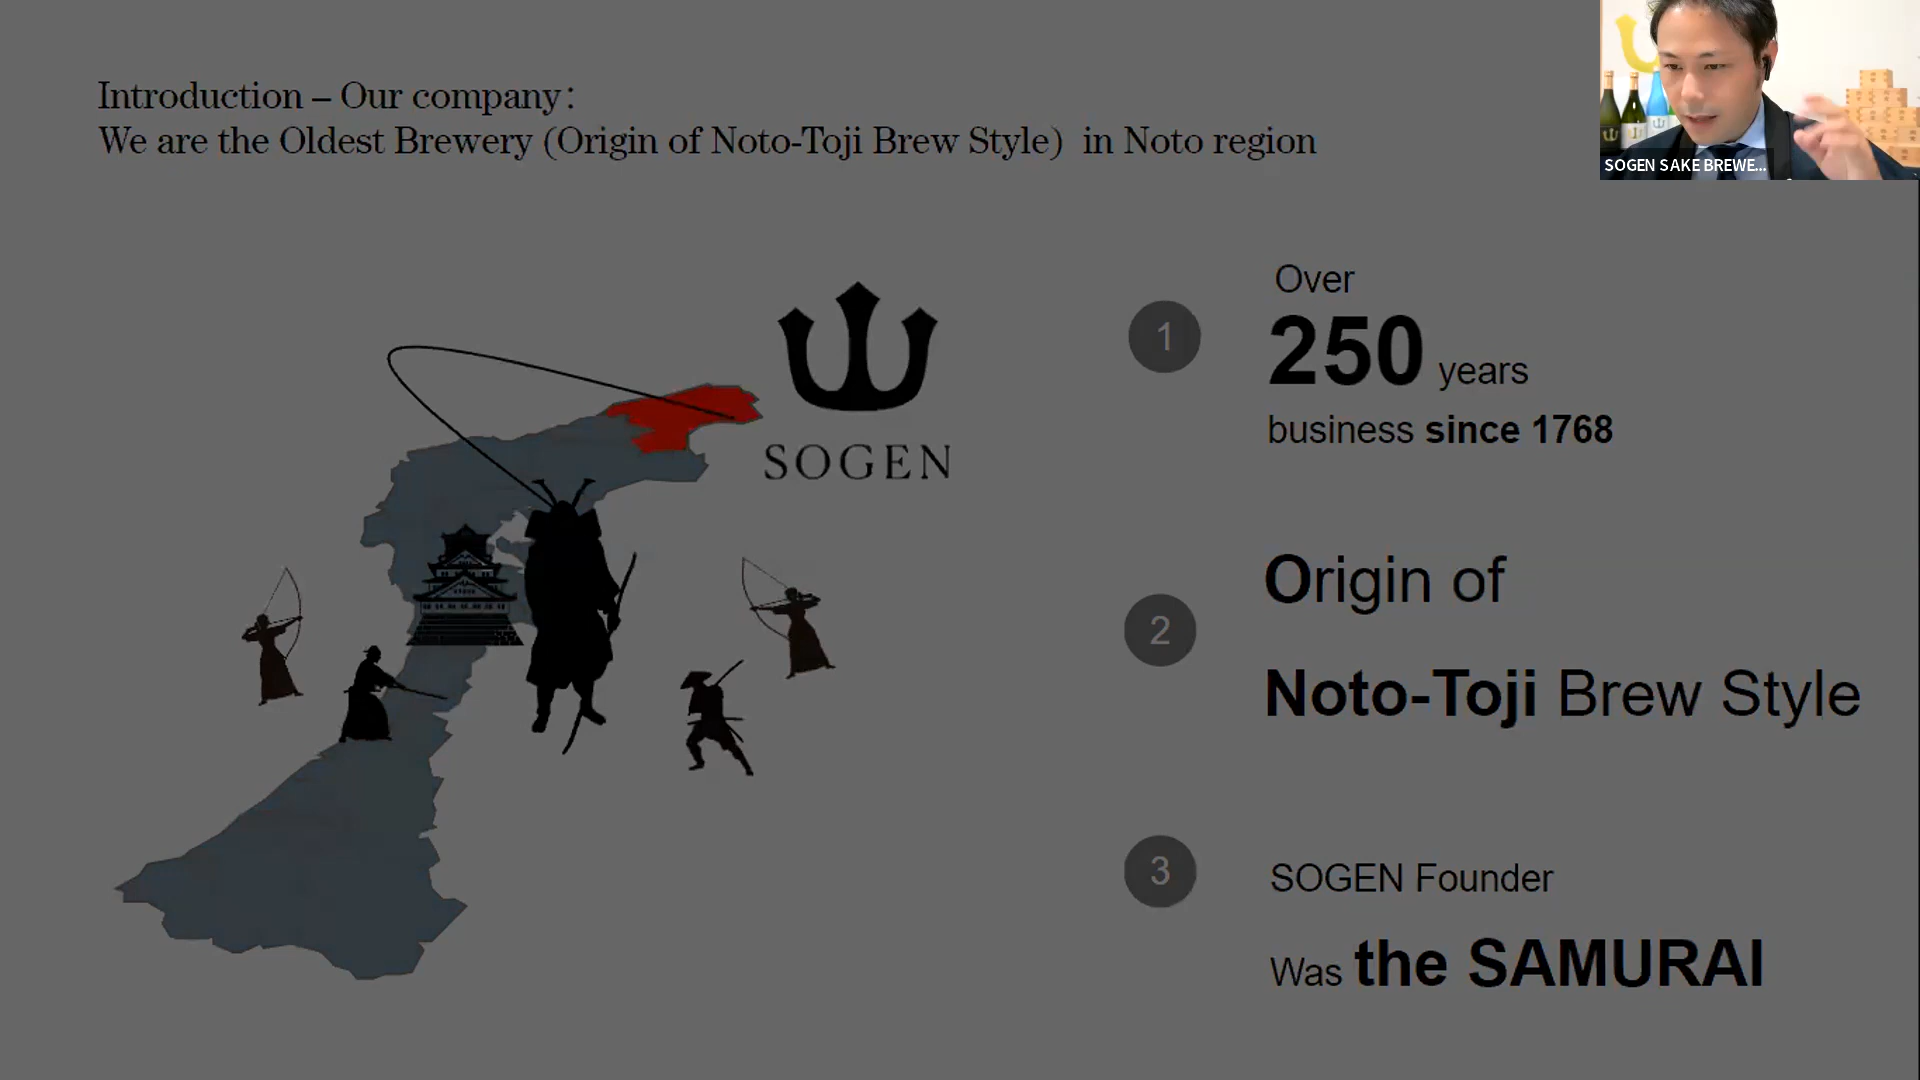 Introduction – Our company:
We are the Oldest Brewery (Origin of Noto-Toji Brew Style) in Noto region
SOGEN SAKE BREWE...
SOGEN
1
Over
250 years
business since 1768
2
Origin of
Noto-Toji Brew Style
3
SOGEN Founder
Was the SAMURAI